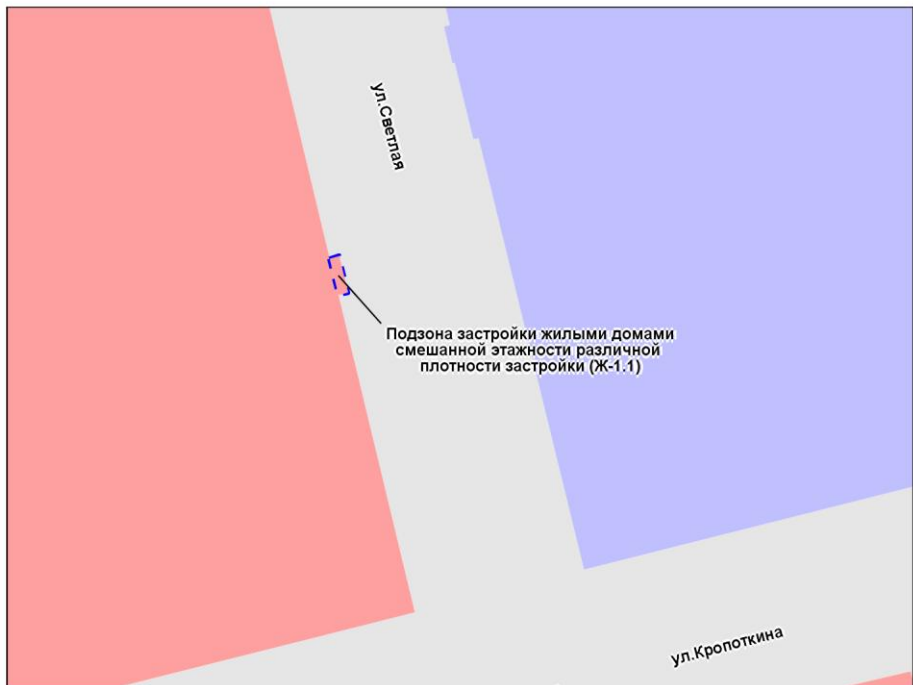 ул.Светлая
Подзона застройки жилыми домами
смешанной этажности различной
плотности застройки (Ж-1.1)
ул.Кропоткина